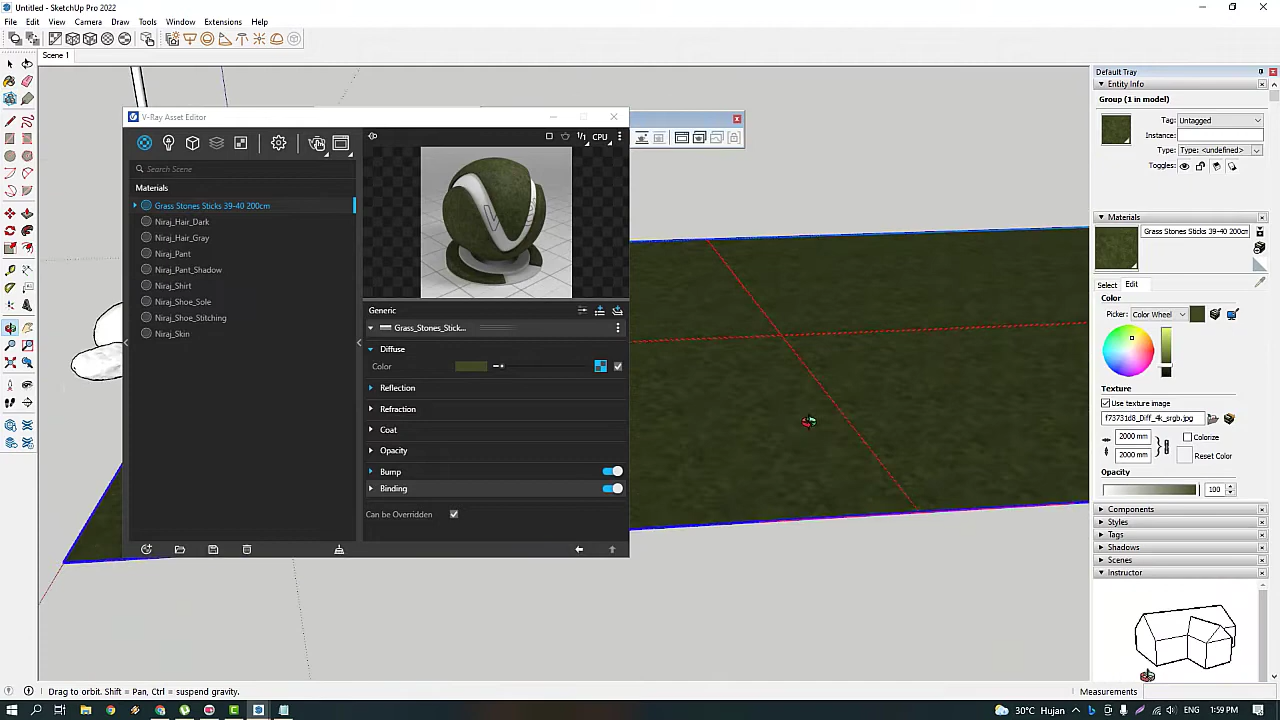 Untitled - SketchUp Pro 2022
File Edit View Camera Draw Tools Window Extensions Help
Scene 1
V-Ray Asset Editor
CPU
Search Scene
Materials
Grass Stones Sticks 39-40 200cm
Niraj_Hair_Dark
Niraj_Hair_Gray
Niraj_Pant
Niraj_Pant_Shadow
Niraj_Shirt
Niraj_Shoe_Sole
Niraj_Shoe_Stitching
Niraj_Skin
Generic
Grass_Stones_Stick...
Diffuse
Color
Reflection
Refraction
Coat
Opacity
Bump
Binding
Can be Overridden
Default Tray
Entity Info
Group (1 in model)
Tag: Untagged
Instance:
Type: Type: <undefined>
Toggles:
Materials
Grass Stones Sticks 39-40 200cm
Select Edit
Color
Picker: Color Wheel
Texture
Use texture image
f73731d8_Diff_4k_srgb.jpg
2000 mm
Colorize
2000 mm
Reset Color
Opacity
100
Components
Styles
Tags
Shadows
Scenes
Instructor
Drag to orbit. Shift = Pan, Ctrl = suspend gravity.
Measurements
30°C Hujan
ENG
1:59 PM